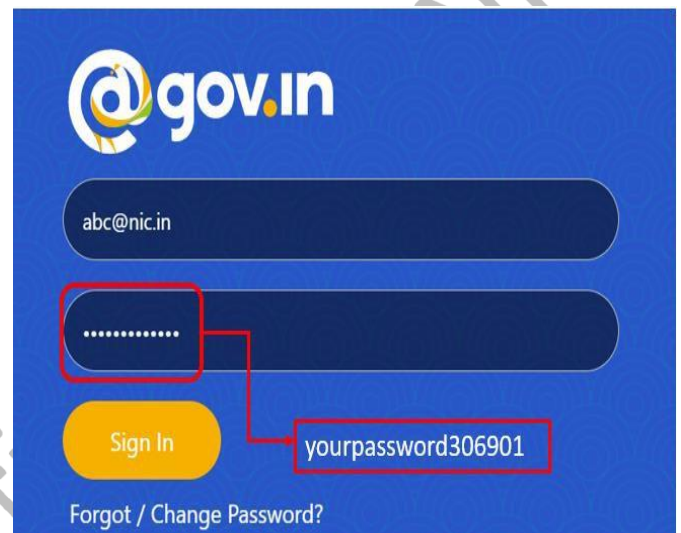 @gov.in
abc@nic.in
•••••••••••••
Sign In
yourpassword306901
Forgot / Change Password?